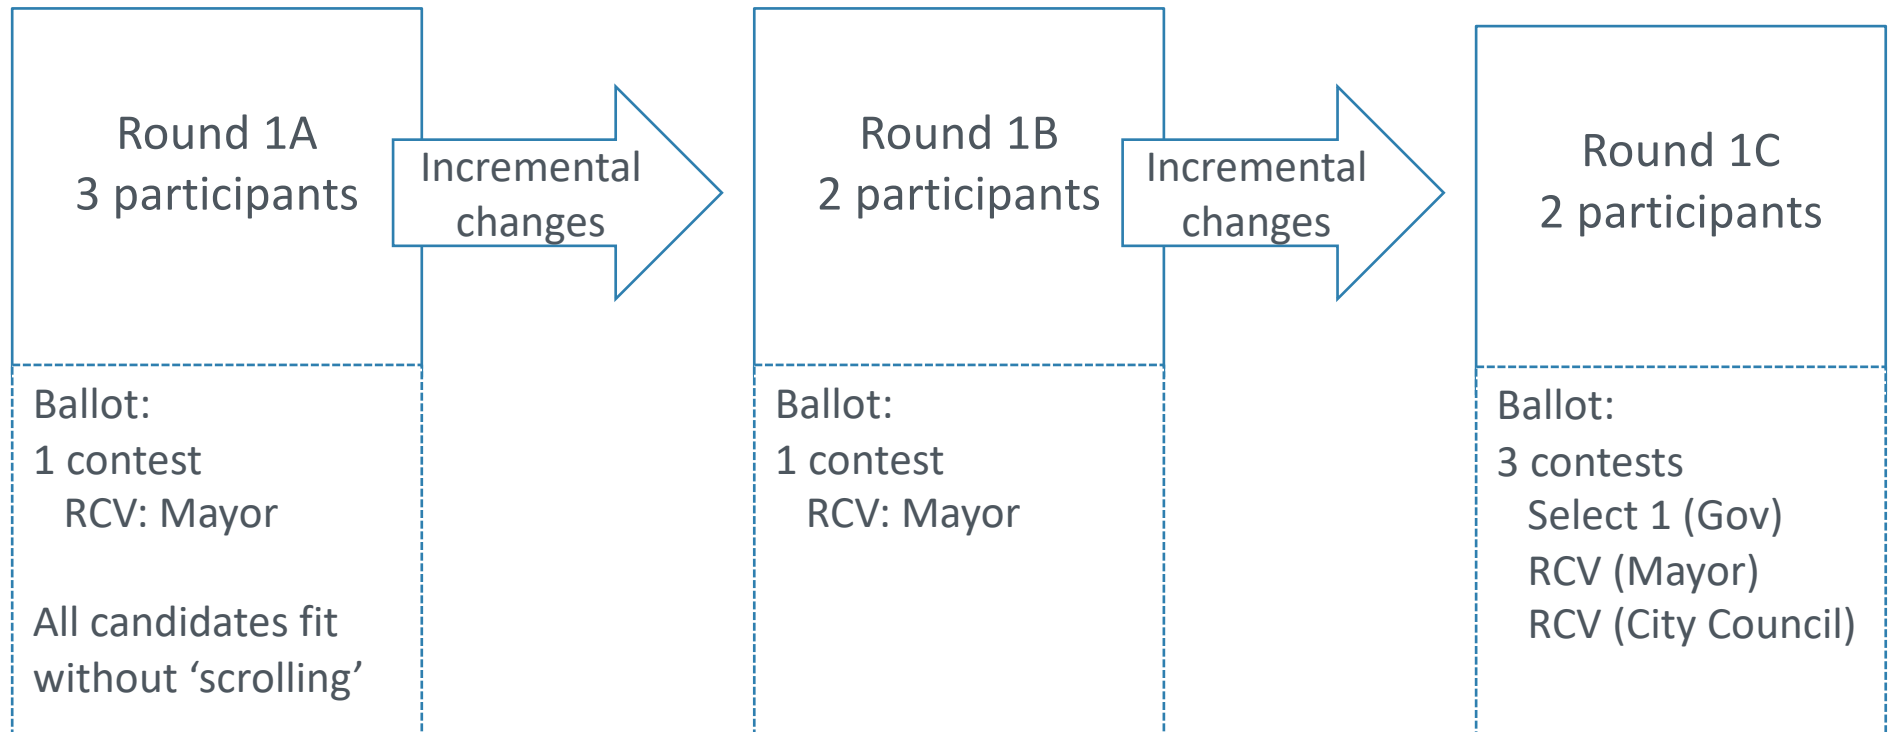 Round 1A
3 participants
Incremental
changes
Round 1B
2 participants
Incremental
changes
Round 1C
2 participants
Ballot:
1 contest
RCV: Mayor
All candidates fit
without ‘scrolling’
Ballot:
1 contest
RCV: Mayor
Ballot:
3 contests
Select 1 (Gov)
RCV (Mayor)
RCV (City Council)